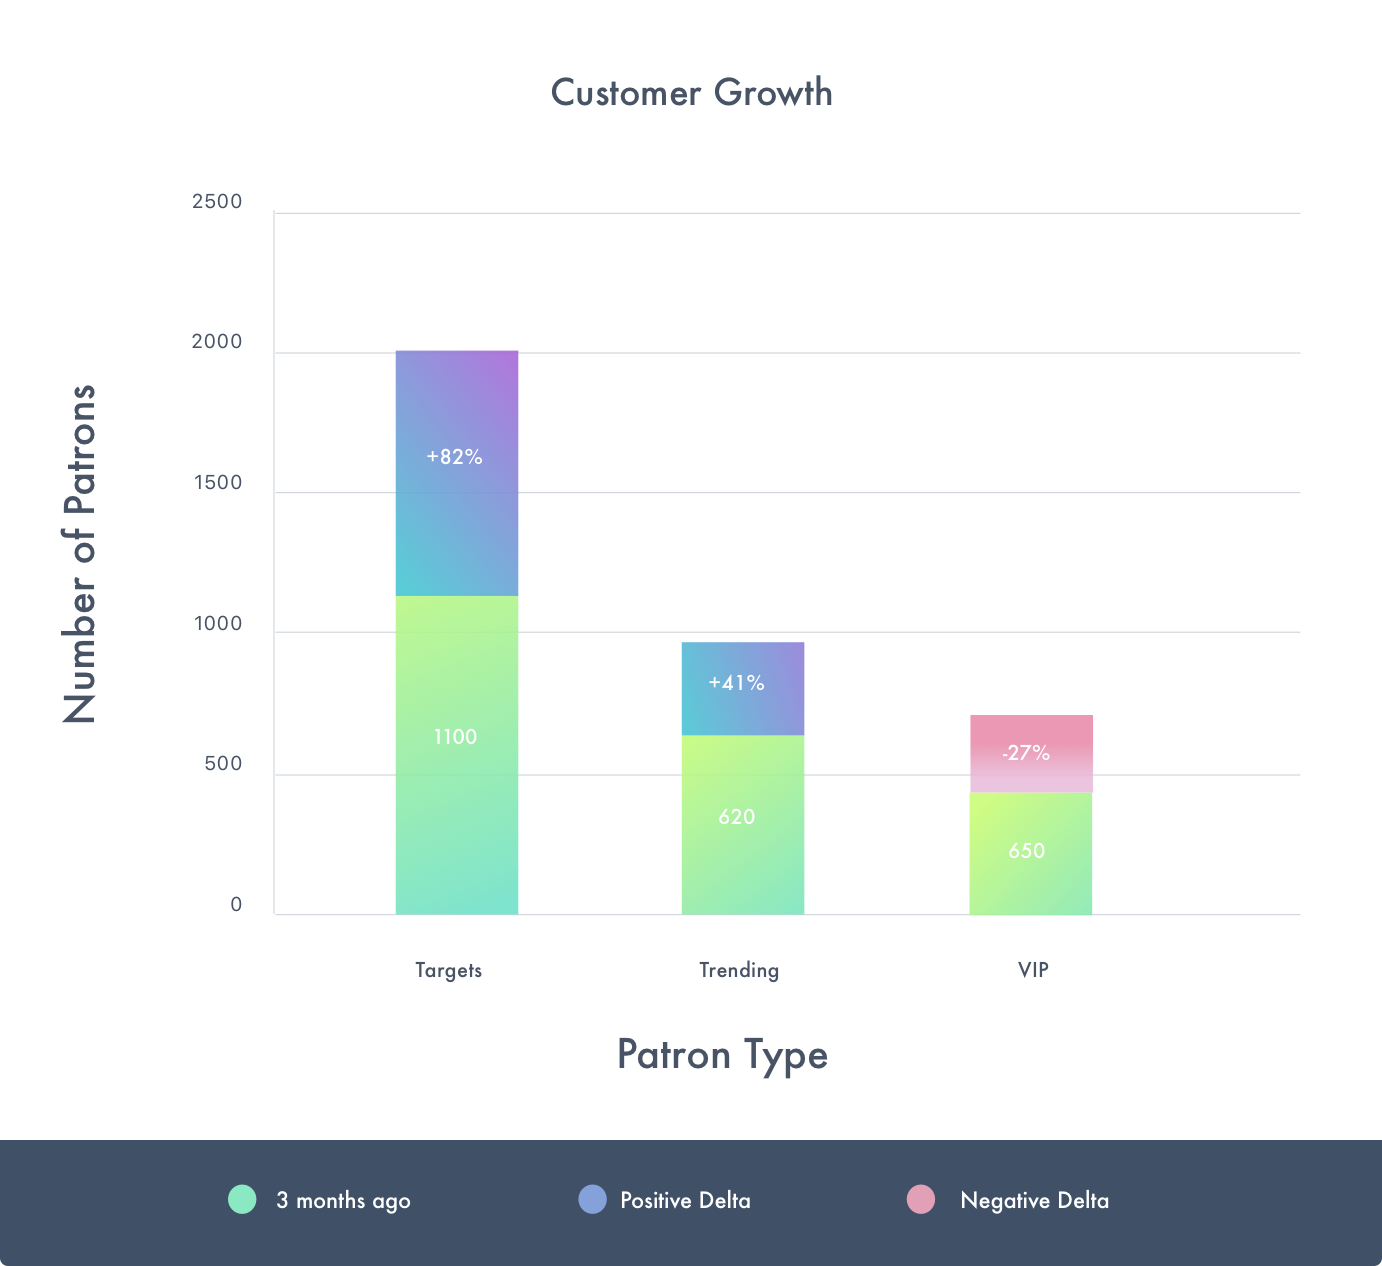 Customer Growth
2500
2000
1500
1000
500
0
Number of Patrons
+82%
1100
+41%
620
-27%
650
Targets
Trending
VIP
Patron Type
3 months ago
Positive Delta
Negative Delta